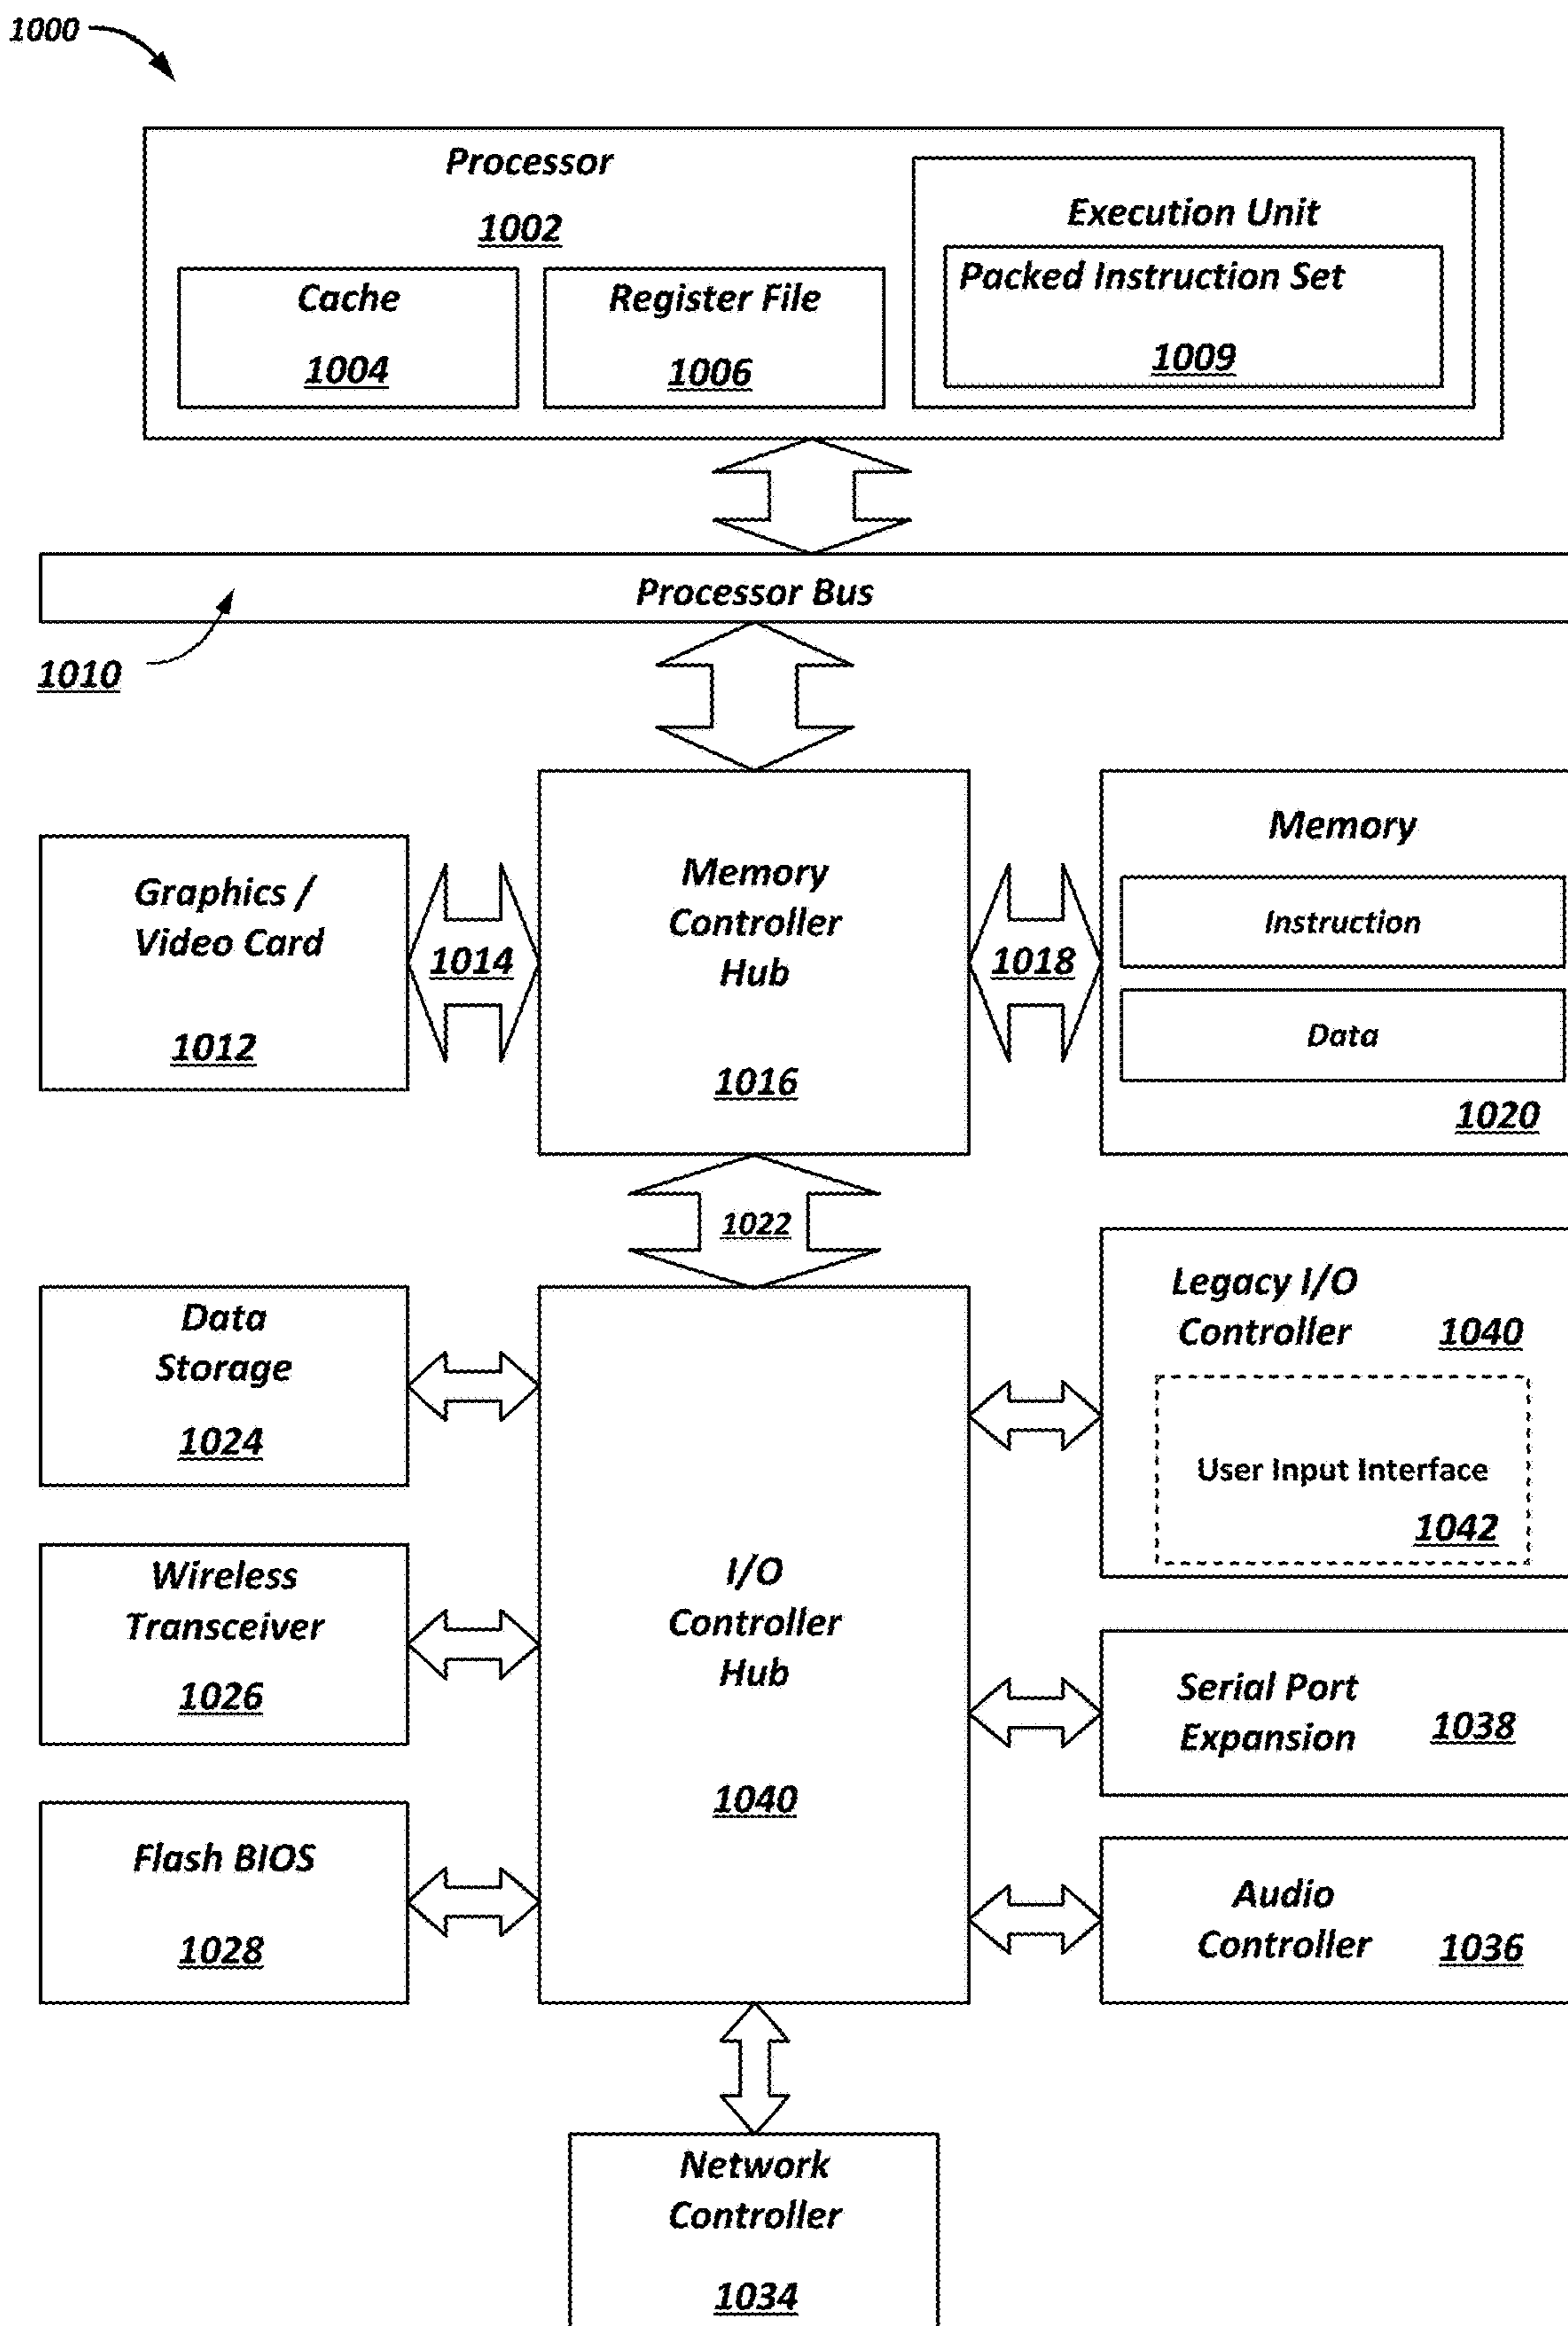 1000
Processor
1002
Cache
1004
Register File
1006
Execution Unit
Packed Instruction Set
1009
Processor Bus
1010
Graphics /
Video Card
1012
1014
Memory
Controller
Hub
1016
1018
Memory
Instruction
Data
1020
1022
Data
Storage
1024
Wireless
Transceiver
1026
Flash BIOS
1028
I/O
Controller
Hub
1040
Legacy I/O
Controller 1040
User Input Interface
1042
Serial Port
Expansion
1038
Audio
Controller 1036
Network
Controller
1034